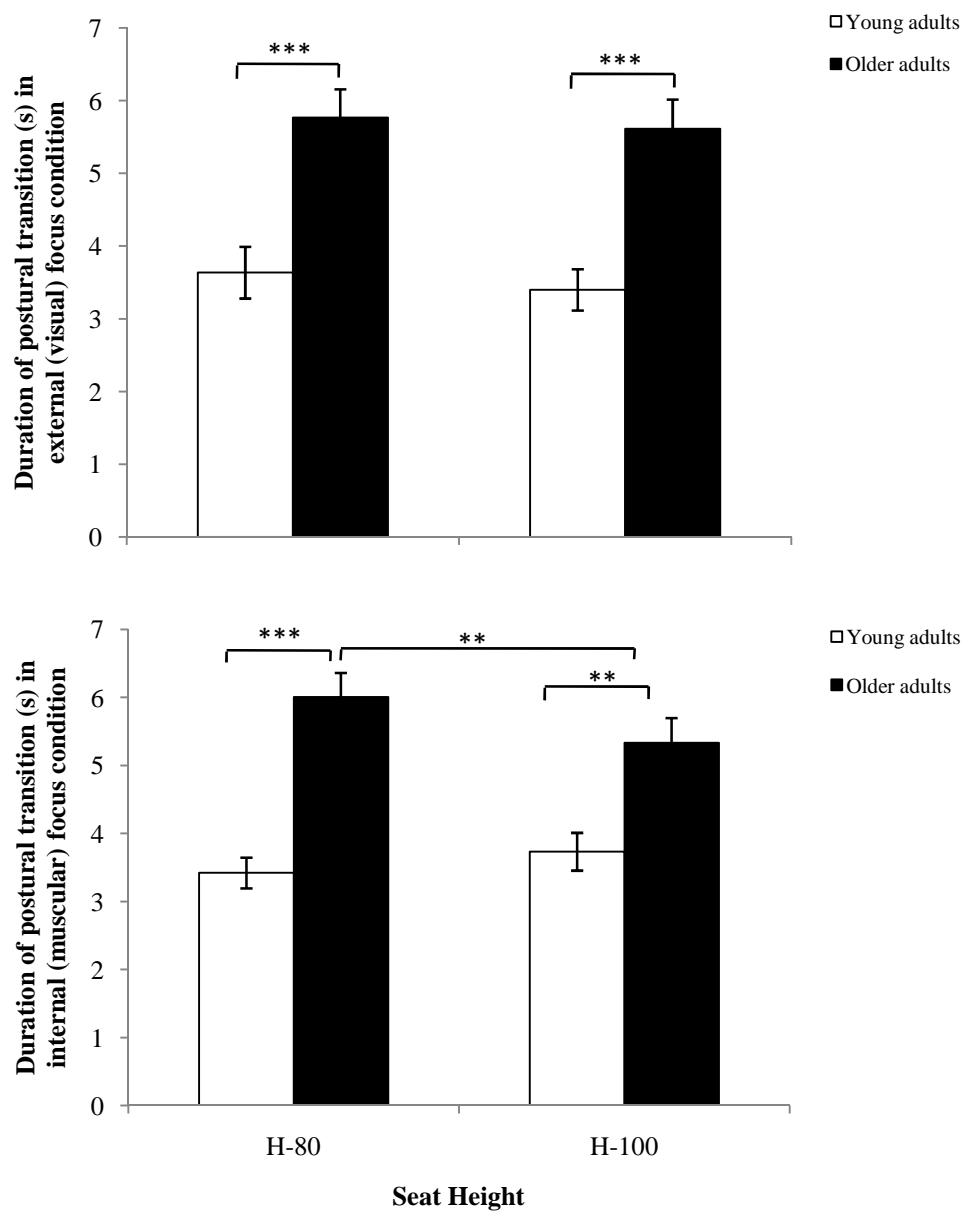 Duration of postural transition (s) in
external (visual) focus condition
7
6
5
4
3
2
1
0
***
***
Young adults
Older adults
Duration of postural transition (s) in
internal (muscular) focus condition
7
6
5
4
3
2
1
0
***
**
**
Young adults
Older adults
H-80
H-100
Seat Height